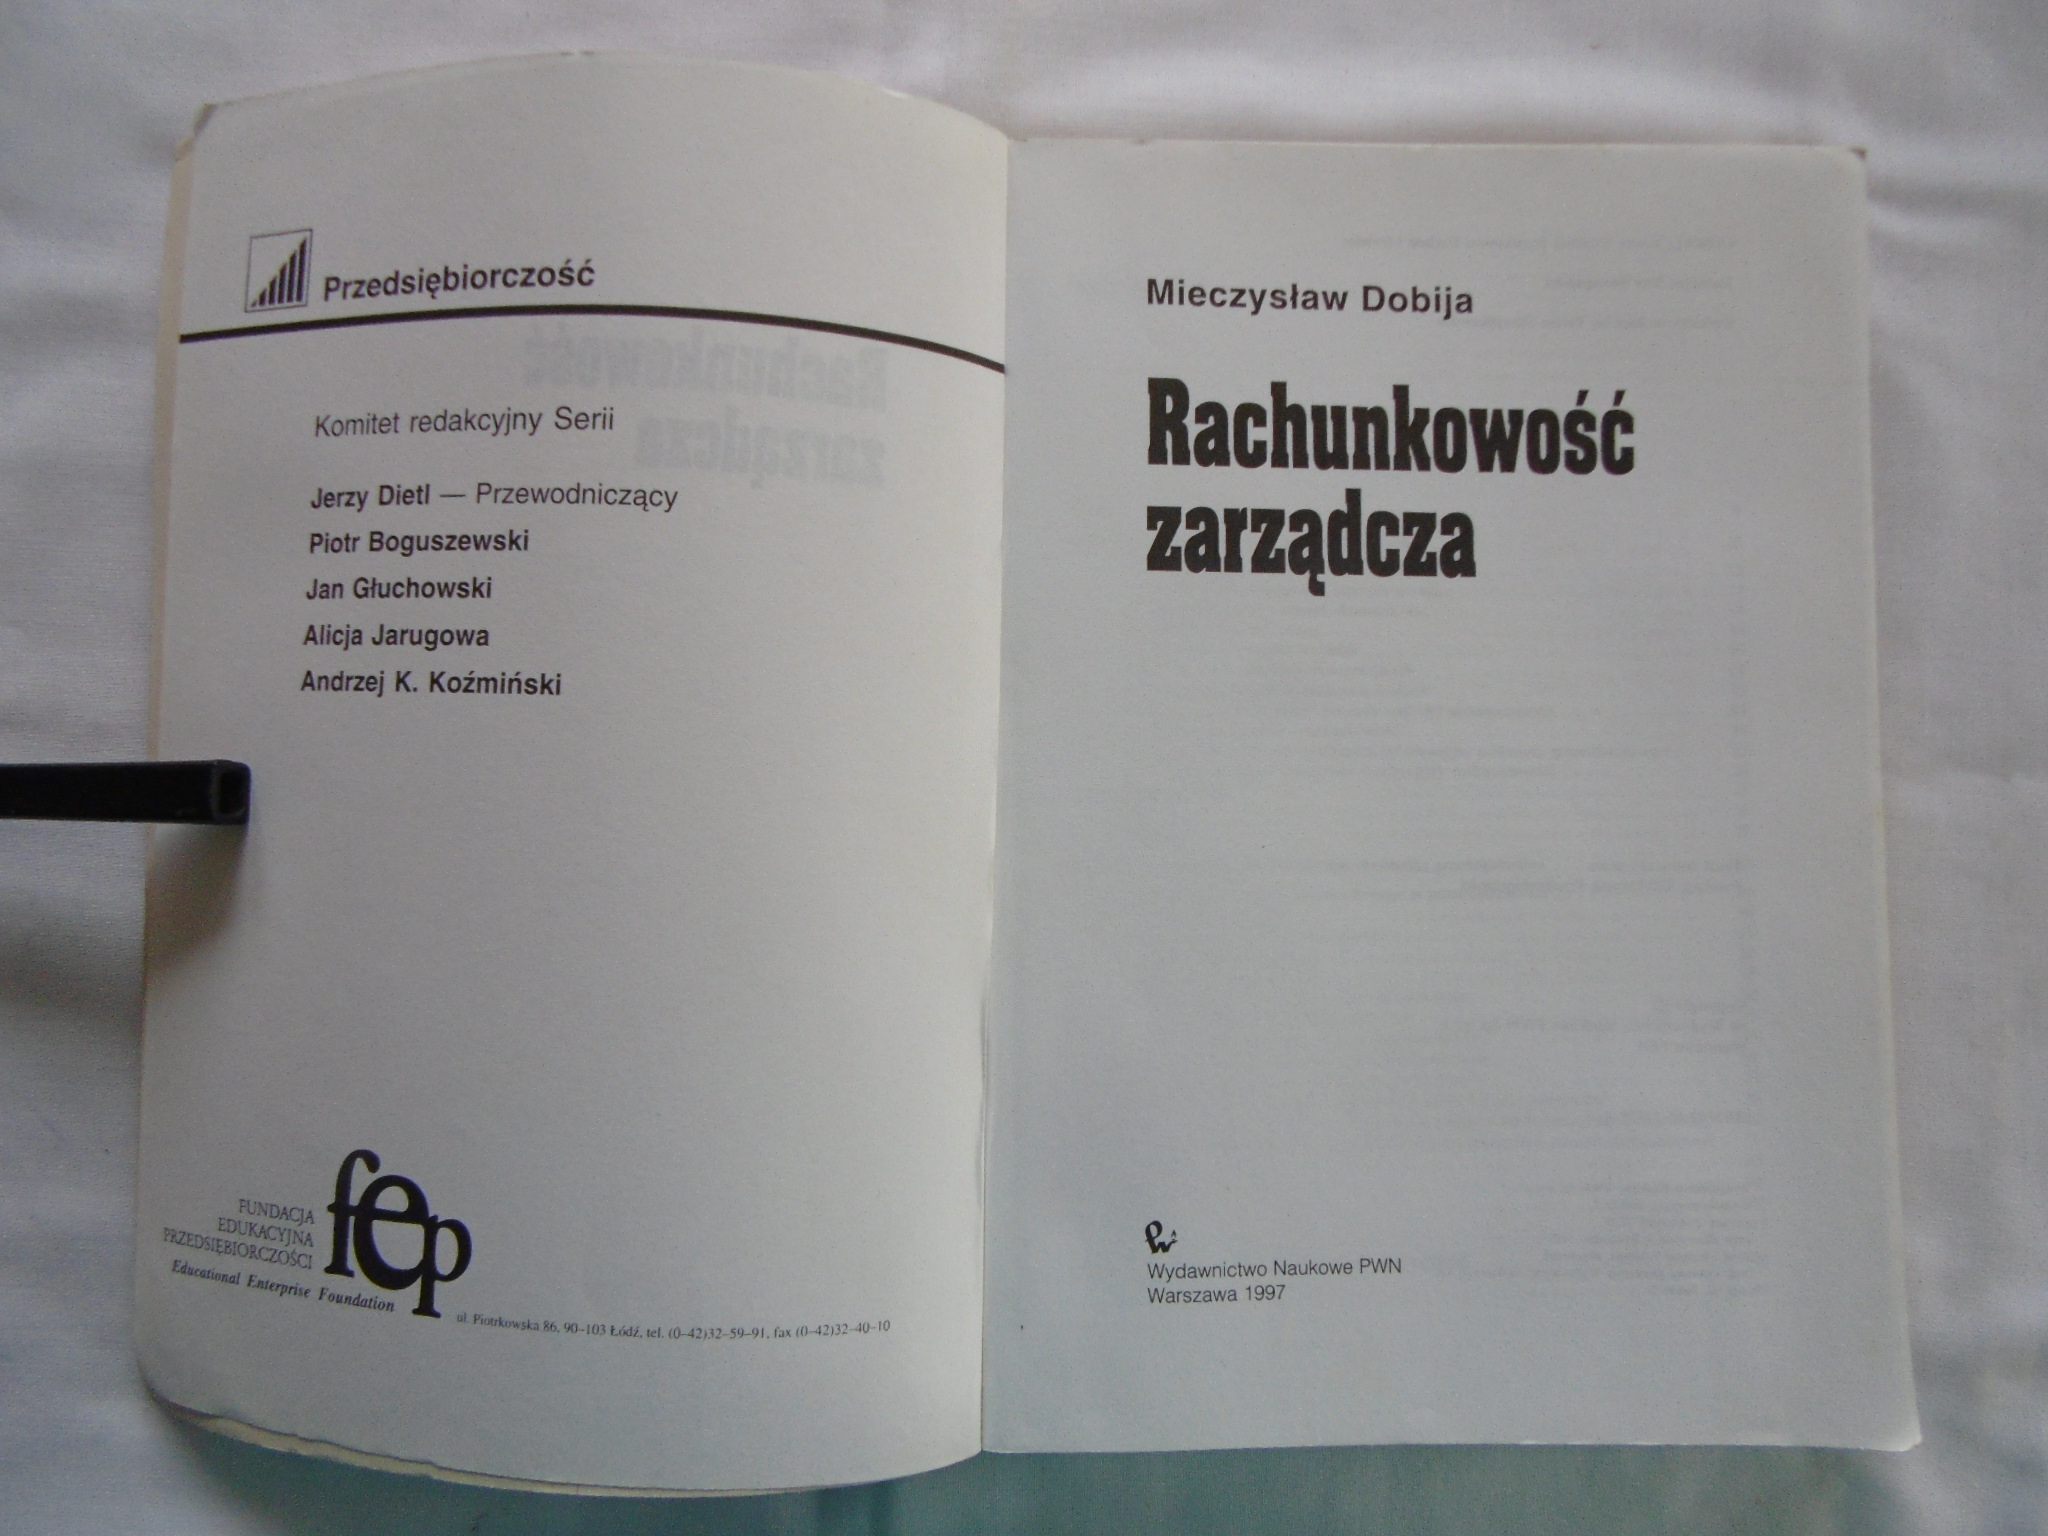 Przedsiębiorczość
Komitet redakcyjny Serii
Jerzy Dietl — Przewodniczący
Piotr Boguszewski
Jan Głuchowski
Alicja Jarugowa
Andrzej K. Koźmiński
FUNDACJA
EDUKACYJNA
PRZEDSIĘBIORCZOŚCI
Educational Enterprise Foundation
fep
ul. Piotrkowska 86, 90–103 Łódź, tel. (0–42)32–59–91, fax (0–42)32–40–10
Mieczysław Dobija
Rachunkowość
zarządcza
Wydawnictwo Naukowe PWN
Warszawa 1997